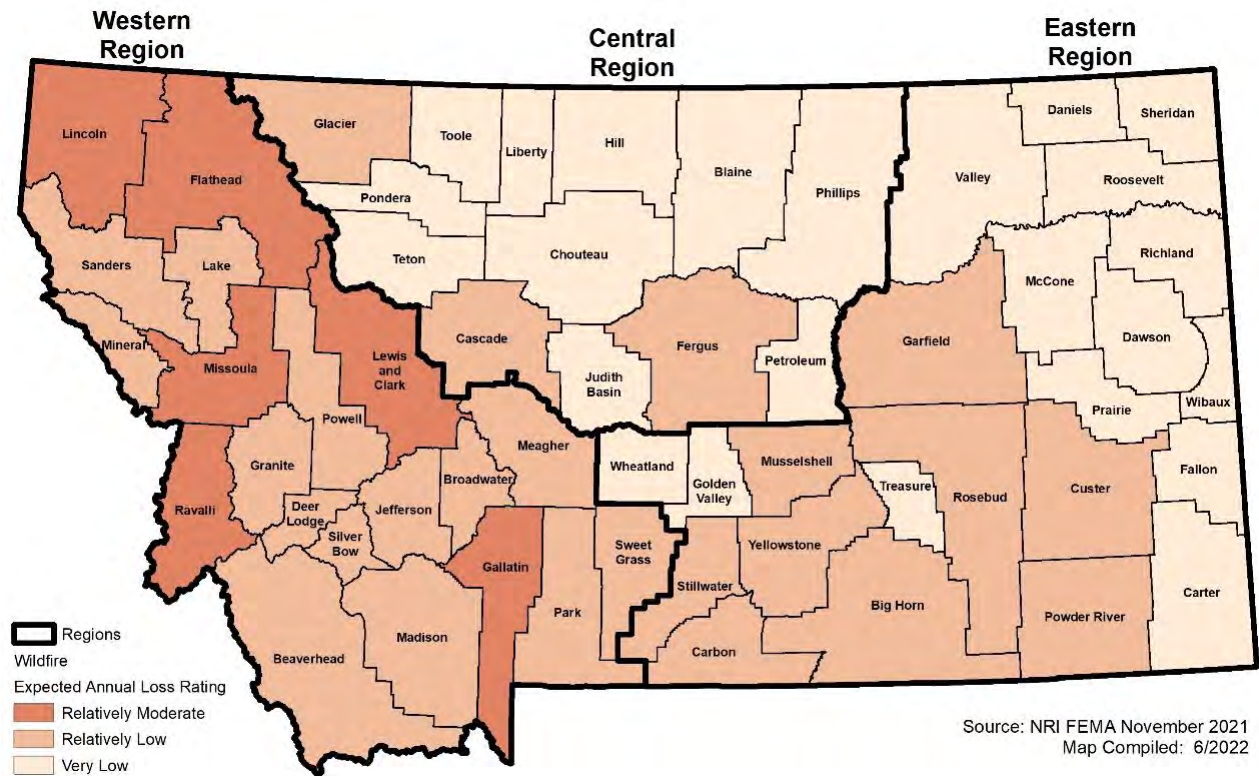 Western
Region
Central
Region
Eastern
Region
Lincoln
Flathead
Glacier
Toole
Liberty
Hill
Blaine
Phillips
Valley
Daniels
Sheridan
Roosevelt
Pondera
Teton
Chouteau
Sanders
Lake
McCone
Richland
Mineral
Missoula
Lewis
and
Clark
Cascade
Judith
Basin
Fergus
Petroleum
Garfield
Dawson
Prairie
Wibaux
Powell
Granite
Ravalli
Deer
Lodge
Silver
Bow
Jefferson
Broadwater
Meagher
Wheatland
Golden
Valley
Musselshell
Treasure
Rosebud
Custer
Fallon
Gallatin
Park
Sweet
Grass
Stillwater
Yellowstone
Big Horn
Powder River
Carter
Beaverhead
Madison
Carbon
Regions
Wildfire
Expected Annual Loss Rating
Relatively Moderate
Relatively Low
Very Low
Source: NRI FEMA November 2021
Map Compiled: 6/2022